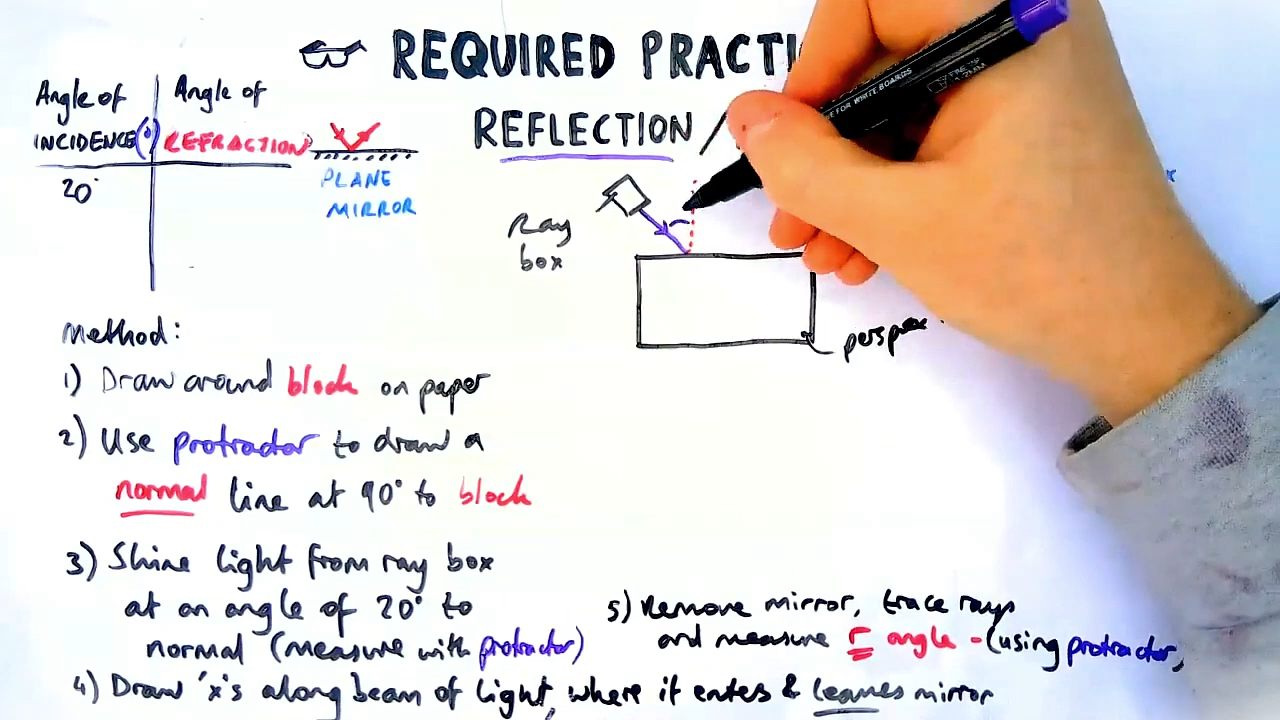 REQUIRED PRACTI
REFLECTION /
Angle of
INCIDENCE(°)
Angle of
REFRACTION
20°
PLANE
MIRROR
Ray
box
perspex
Method:
1) Draw around block on paper
2) Use protractor to draw a
normal line at 90° to block
3) Shine light from ray box
at an angle of 20° to
normal (measure with protractor)
4) Draw 'x's along beam of light, where it enters & leaves mirror
5) Remove mirror, trace rays
and measure r angle - (using protractor,